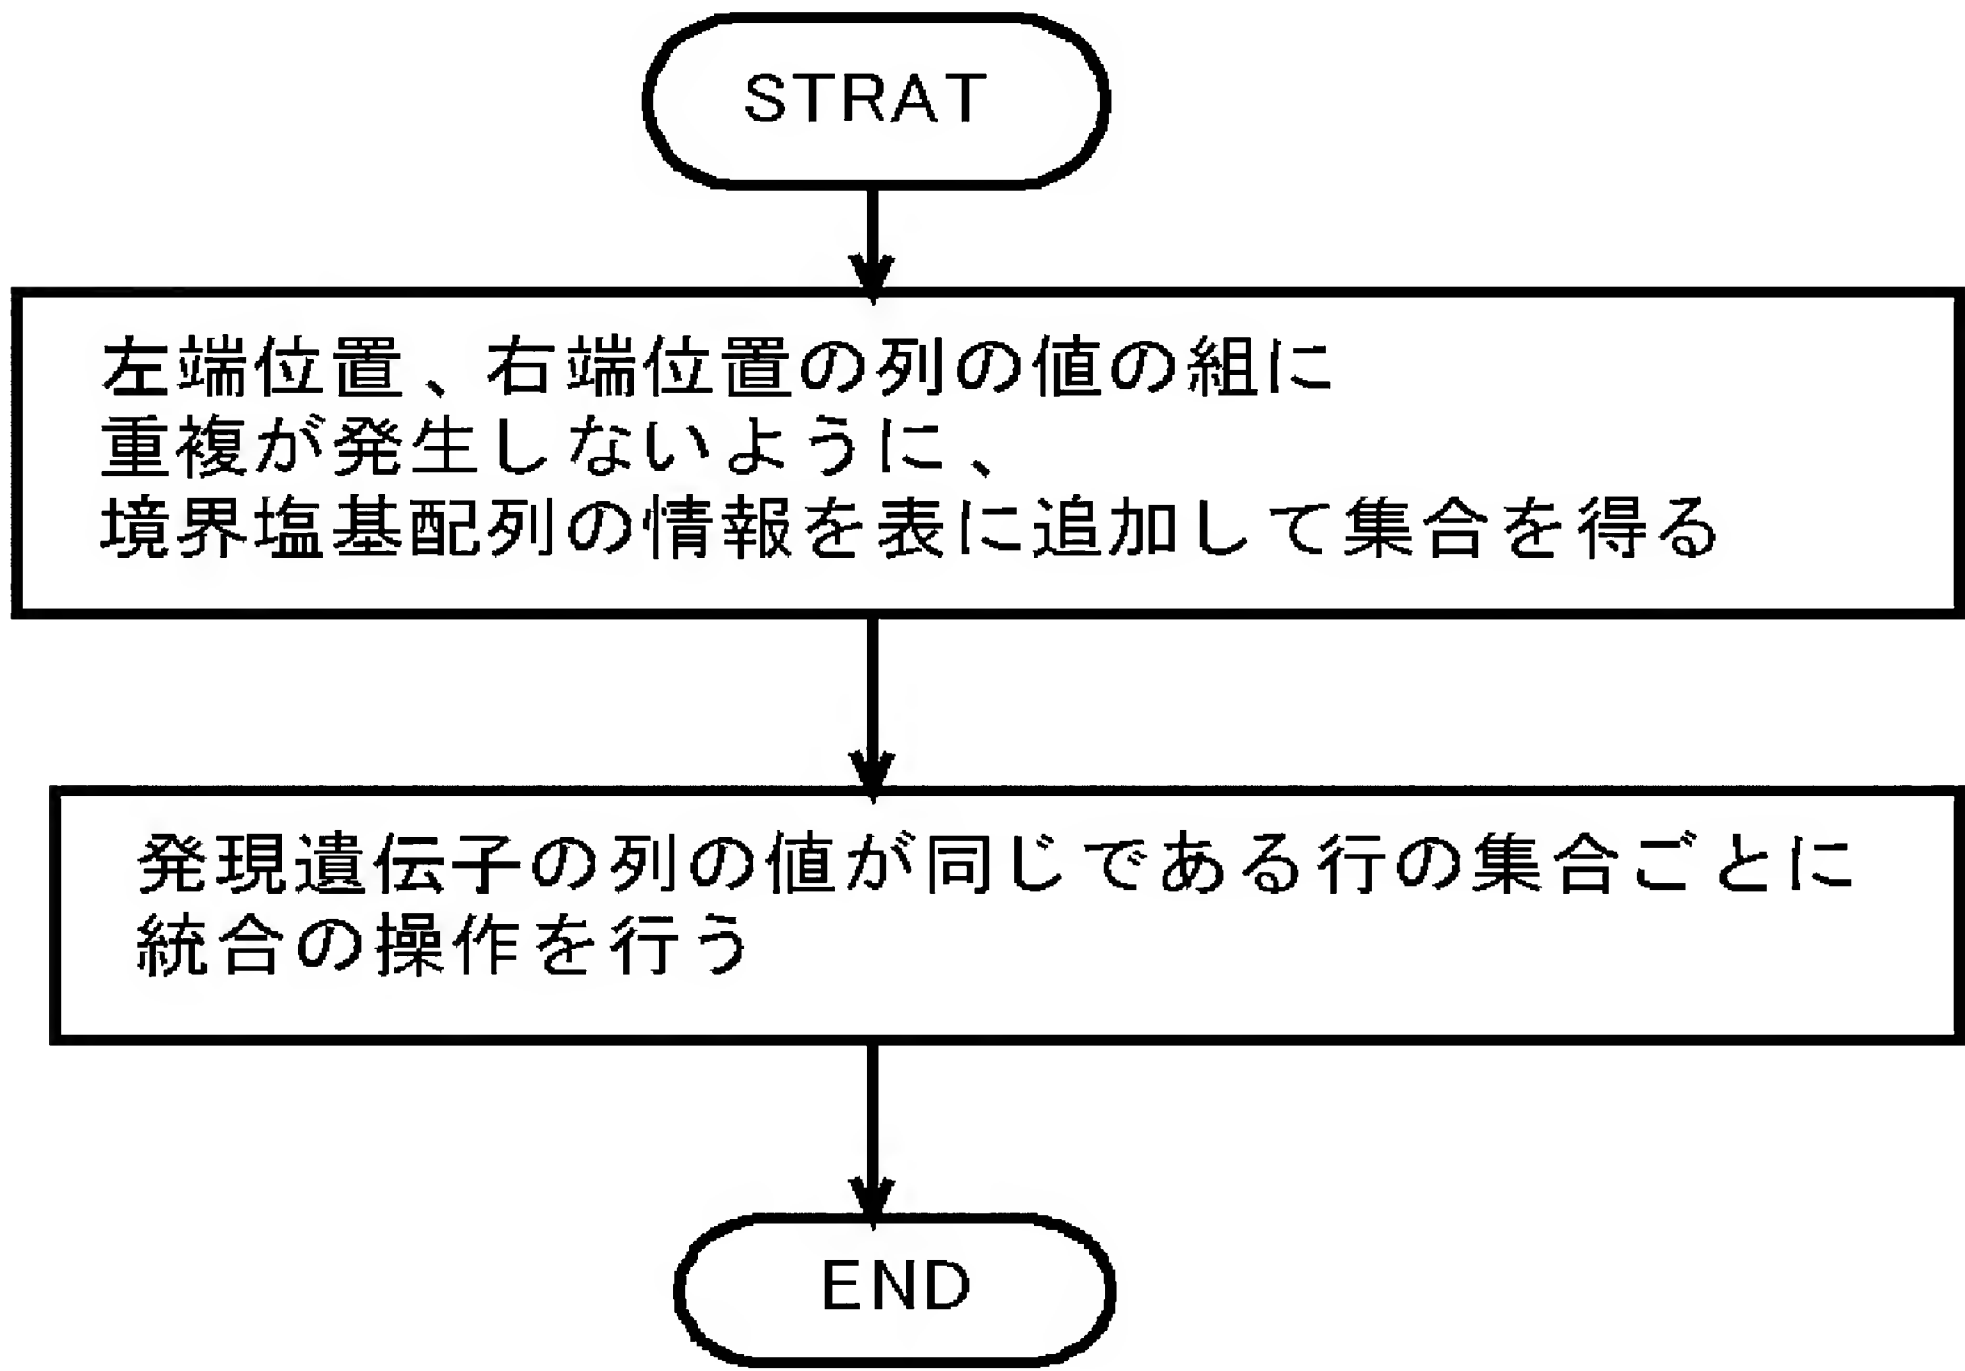 STRAT
左端位置、右端位置の列の値の組に
重複が発生しないように、
境界塩基配列の情報を表に追加して集合を得る
発現遺伝子の列の値が同じである行の集合ごとに
統合の操作を行う
END